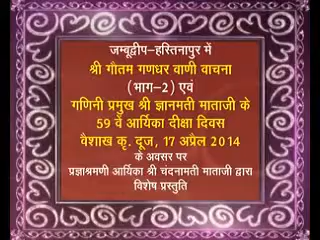 जम्बूद्वीप-हस्तिनापुर में
श्री गौतम गणधर वाणी वाचना
(भाग-2) एवं
गणिनी प्रमुख श्री ज्ञानमती माताजी के
59 वें आर्यिका दीक्षा दिवस
वैशाख कृ. दूज, 17 अप्रैल 2014
के अवसर पर
प्रज्ञाश्रमणी आर्यिका श्री चंदनामती माताजी द्वारा
विशेष प्रस्तुति